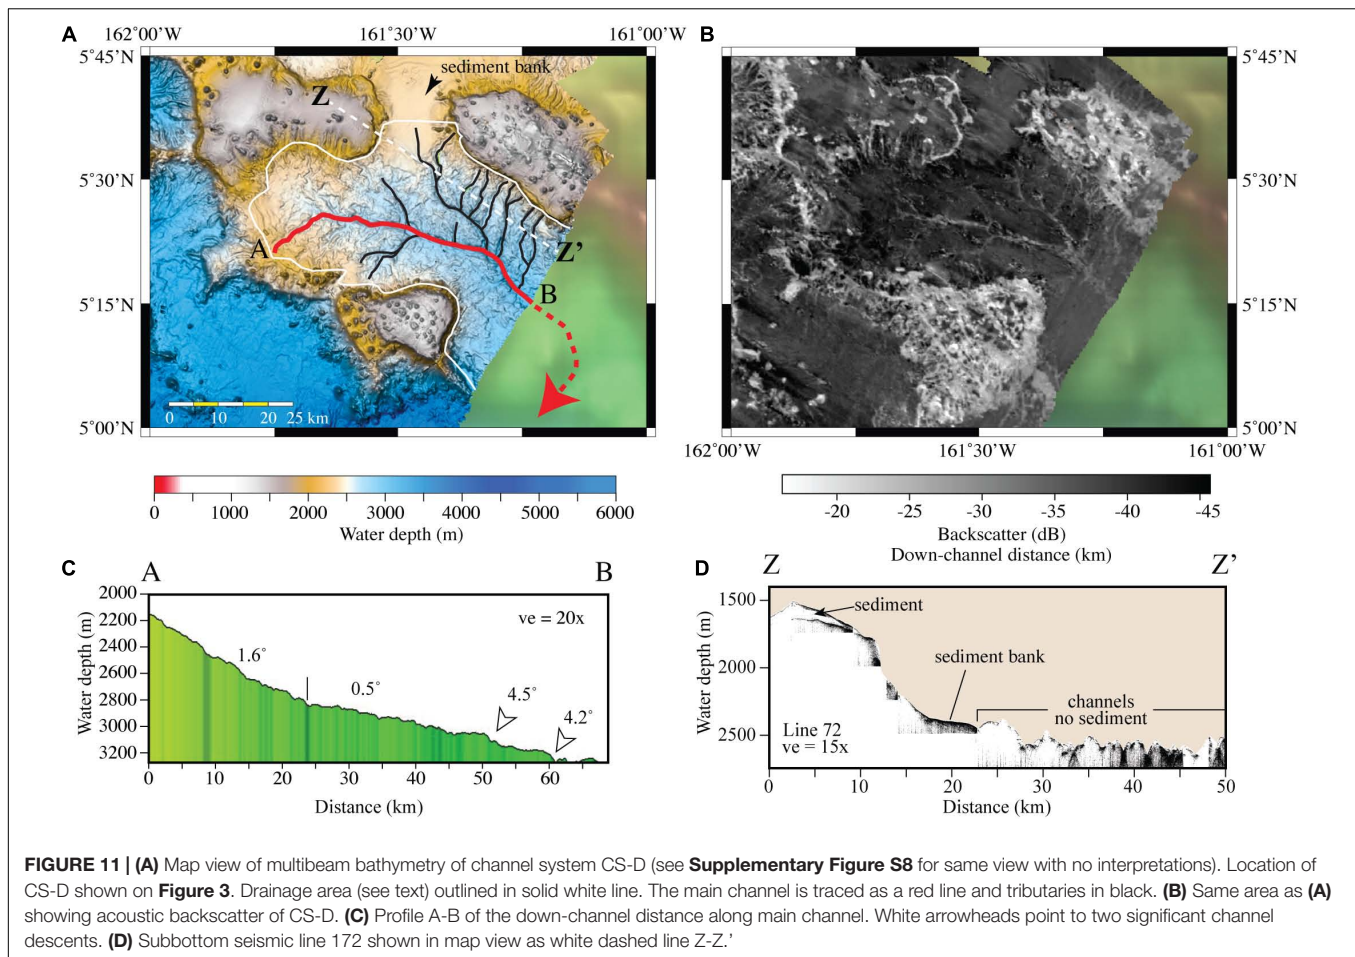 A
162°00'W
161°30'W
161°00'W
B
5°45'N
5°30'N
5°15'N
5°00'N
sediment bank
Z
A
Z'
B
0
10
20
25 km
5°45'N
5°30'N
5°15'N
5°00'N
162°00'W
161°30'W
161°00'W
0 1000 2000 3000 4000 5000 6000
Water depth (m)
-20 -25 -30 -35 -40 -45
Backscatter (dB)
Down-channel distance (km)
C
A
B
2000
2200
2400
2600
2800
3000
3200
Water depth (m)
ve = 20x
1.6°
0.5°
4.5°
4.2°
0 10 20 30 40 50 60
Distance (km)
D
Z
Z'
1500
2000
2500
Water depth (m)
sediment
sediment bank
channels
no sediment
Line 72
ve = 15x
0 10 20 30 40 50
Distance (km)
FIGURE 11 | (A) Map view of multibeam bathymetry of channel system CS-D (see Supplementary Figure S8 for same view with no interpretations). Location of
CS-D shown on Figure 3. Drainage area (see text) outlined in solid white line. The main channel is traced as a red line and tributaries in black. (B) Same area as (A)
showing acoustic backscatter of CS-D. (C) Profile A-B of the down-channel distance along main channel. White arrowheads point to two significant channel
descents. (D) Subbottom seismic line 172 shown in map view as white dashed line Z-Z.'